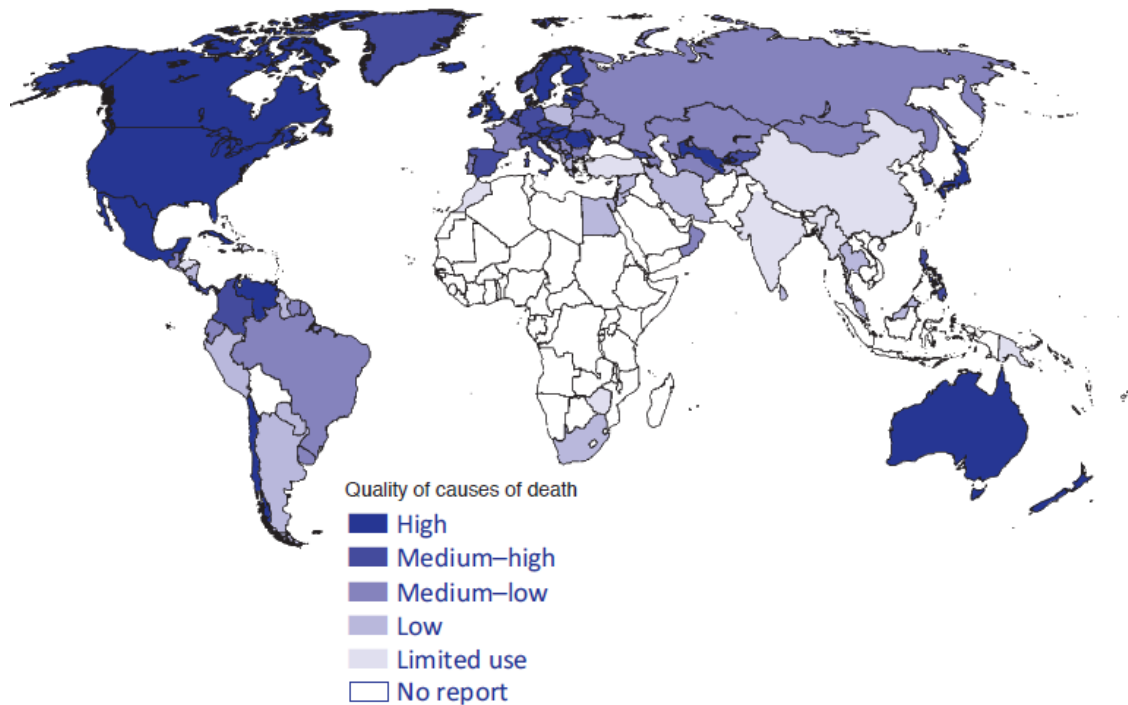 Quality of causes of death
High
Medium–high
Medium–low
Low
Limited use
No report